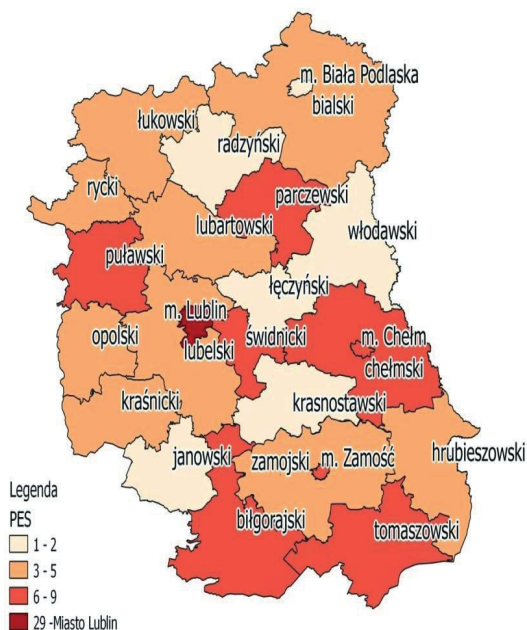 m. Biała Podlaska
bialski
łukowski
radzyński
rycki
parczewski
lubartowski
włodawski
puławski
łęczyński
m. Lublin
opolski
świdnicki
m. Chełm
lubelski
chełmski
kraśnicki
krasnostawski
janowski
zamojski
m. Zamość
hrubieszowski
biłgorajski
tomaszowski
Legenda
PES
1 - 2
3 - 5
6 - 9
29 -Miasto Lublin